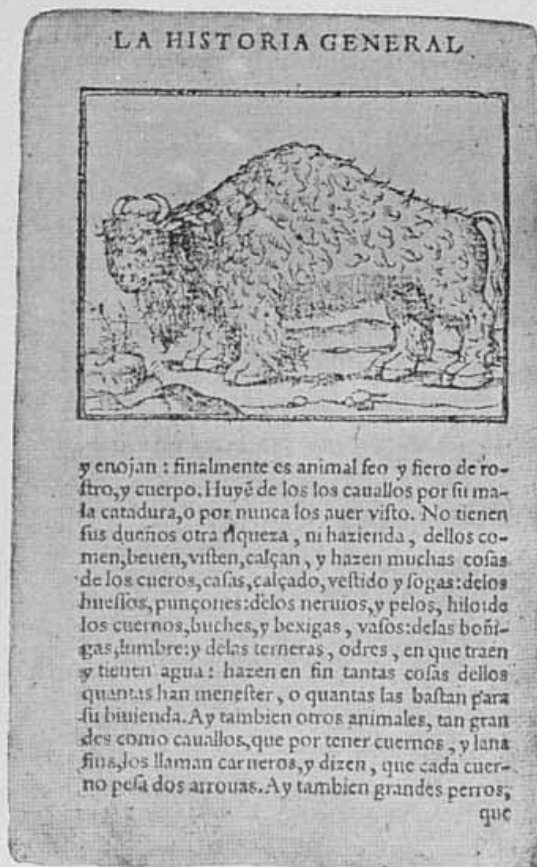 LA HISTORIA GENERAL
y enojan : finalmente es animal feo y fiero de ro-
ſtro,y cuerpo. Huyẽ de los los cauallos por ſu ma-
la catadura,o por nunca los auer viſto. No tienen
ſus dueños otra riqueza , ni hazienda , dellos co-
men,beuen,viſten,calçan , y hazen muchas coſas
de los cueros,caſas,calçado,veſtido y ſogas:delos
hueſſos,punçones:delos neruios,y pelos, hilo:de
los cuernos,buches,y bexigas , vaſos:delas boñi-
gas,lumbre:y delas terneras , odres , en que traen
y tienen agua: hazen en fin tantas coſas dellos
quantas han meneſter , o quantas las baſtan para
ſu biuienda. Ay tambien otros animales, tan gran
des como cauallos,que por tener cuernos , y lana
fina,los llaman carneros,y dizen , que cada cuer-
no peſa dos arrouas. Ay tambien grandes perros,
que